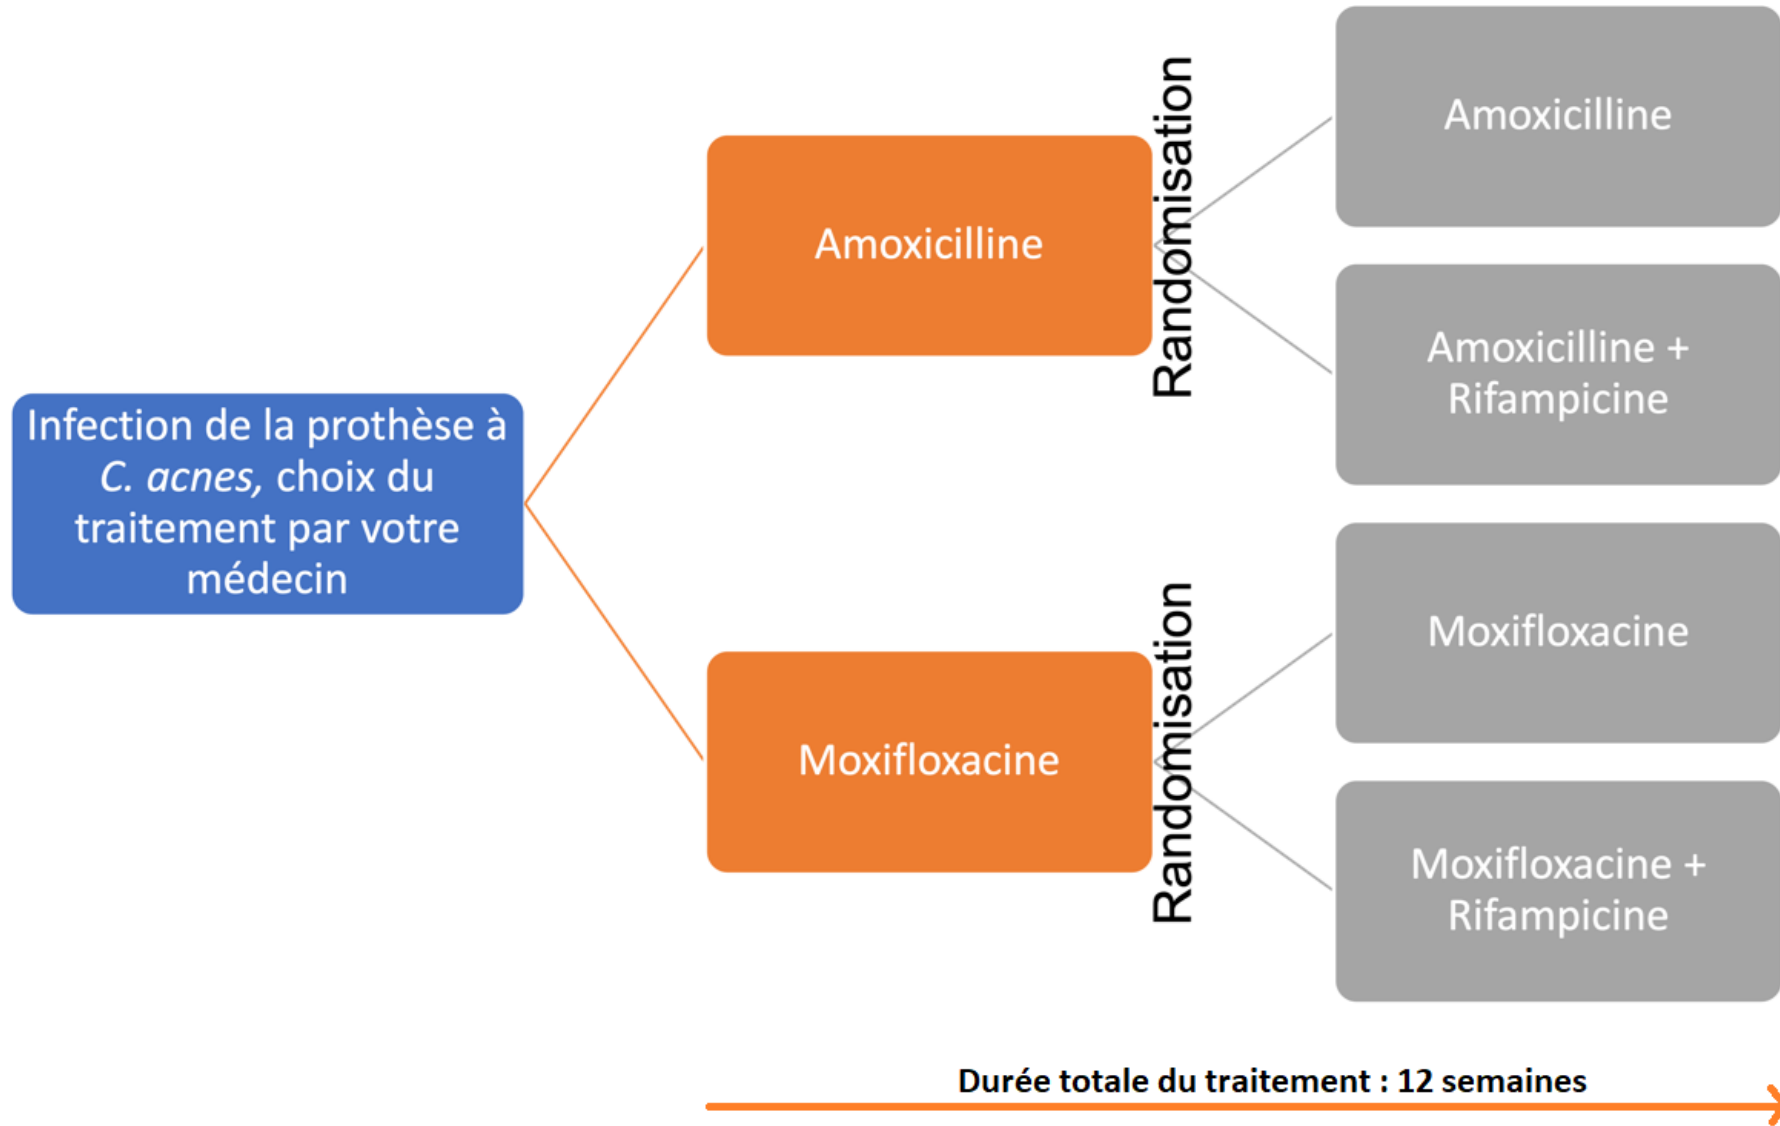 Infection de la prothèse à
C. acnes, choix du
traitement par votre
médecin
Amoxicilline
Randomisation
Amoxicilline
Amoxicilline +
Rifampicine
Moxifloxacine
Randomisation
Moxifloxacine
Moxifloxacine +
Rifampicine
Durée totale du traitement : 12 semaines